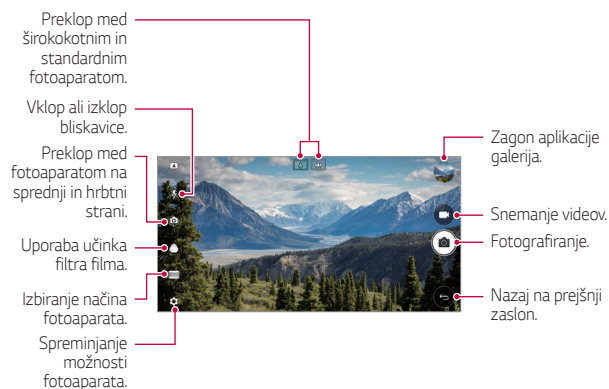 Preklop med
širokokotnim in
standardnim
fotoaparatom.
Vklop ali izklop
bliskavice.
Preklop med
fotoaparatom na
sprednji in hrbtni
strani.
Uporaba učinka
filtra filma.
Izbiranje načina
fotoaparata.
Spreminjanje
možnosti
fotoaparata.
Zagon aplikacije
galerija.
Snemanje videov.
Fotografiranje.
Nazaj na prejšnji
zaslon.